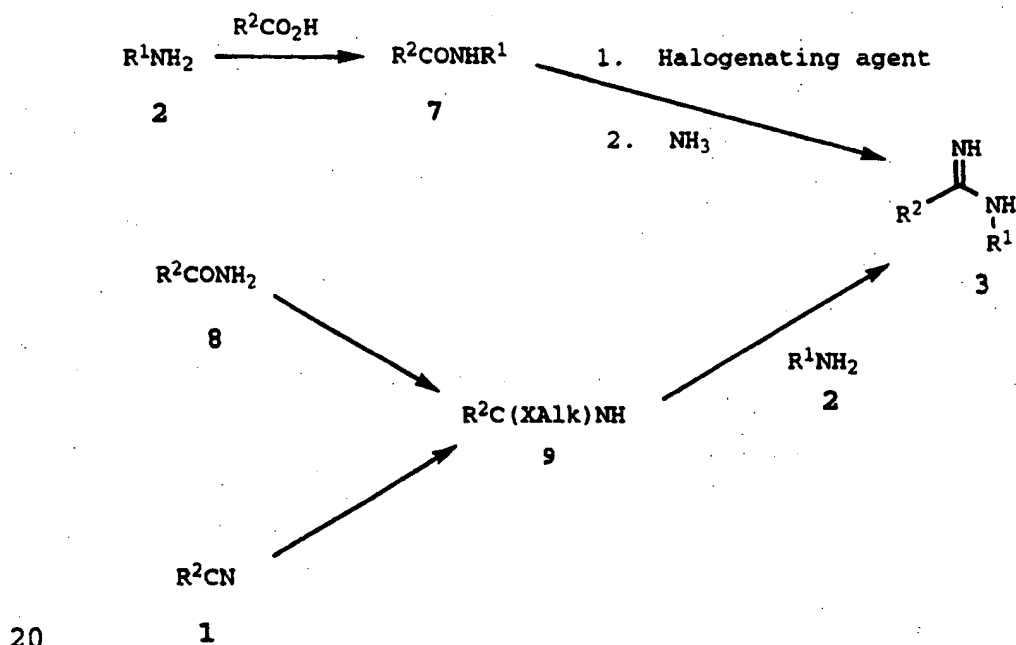 R²CO₂H
R¹NH₂ R²CONHR¹ 1. Halogenating agent
2 7
2. NH₃
NH
R² NH
R¹
3
R²CONH₂
8
R¹NH₂
2
R²C(XAlk)NH
9
R²CN
1
20